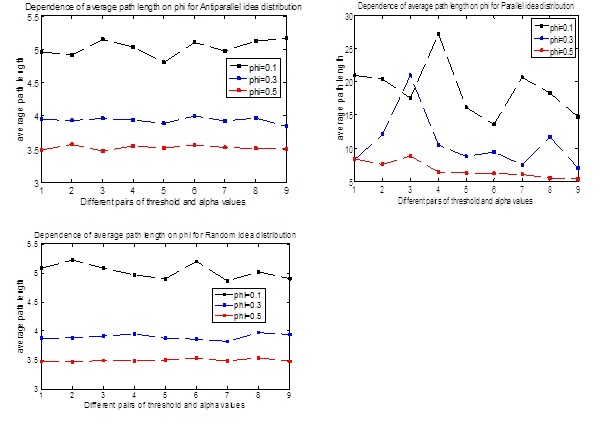 Dependence of average path length on phi for Antiparallel idea distribution
5.5
5
4.5
4
3.5
3
average path length
phi=0.1
phi=0.3
phi=0.5
1 2 3 4 5 6 7 8 9
Different pairs of threshold and alpha values
Dependence of average path length on phi for Parallel idea distribution
30
25
20
15
10
5
average path length
phi=0.1
phi=0.3
phi=0.5
1 2 3 4 5 6 7 8 9
Different pairs of threshold and alpha values
Dependence of average path length on phi for Random idea distribution
5.5
5
4.5
4
3.5
3
average path length
phi=0.1
phi=0.3
phi=0.5
1 2 3 4 5 6 7 8 9
Different pairs of threshold and alpha values